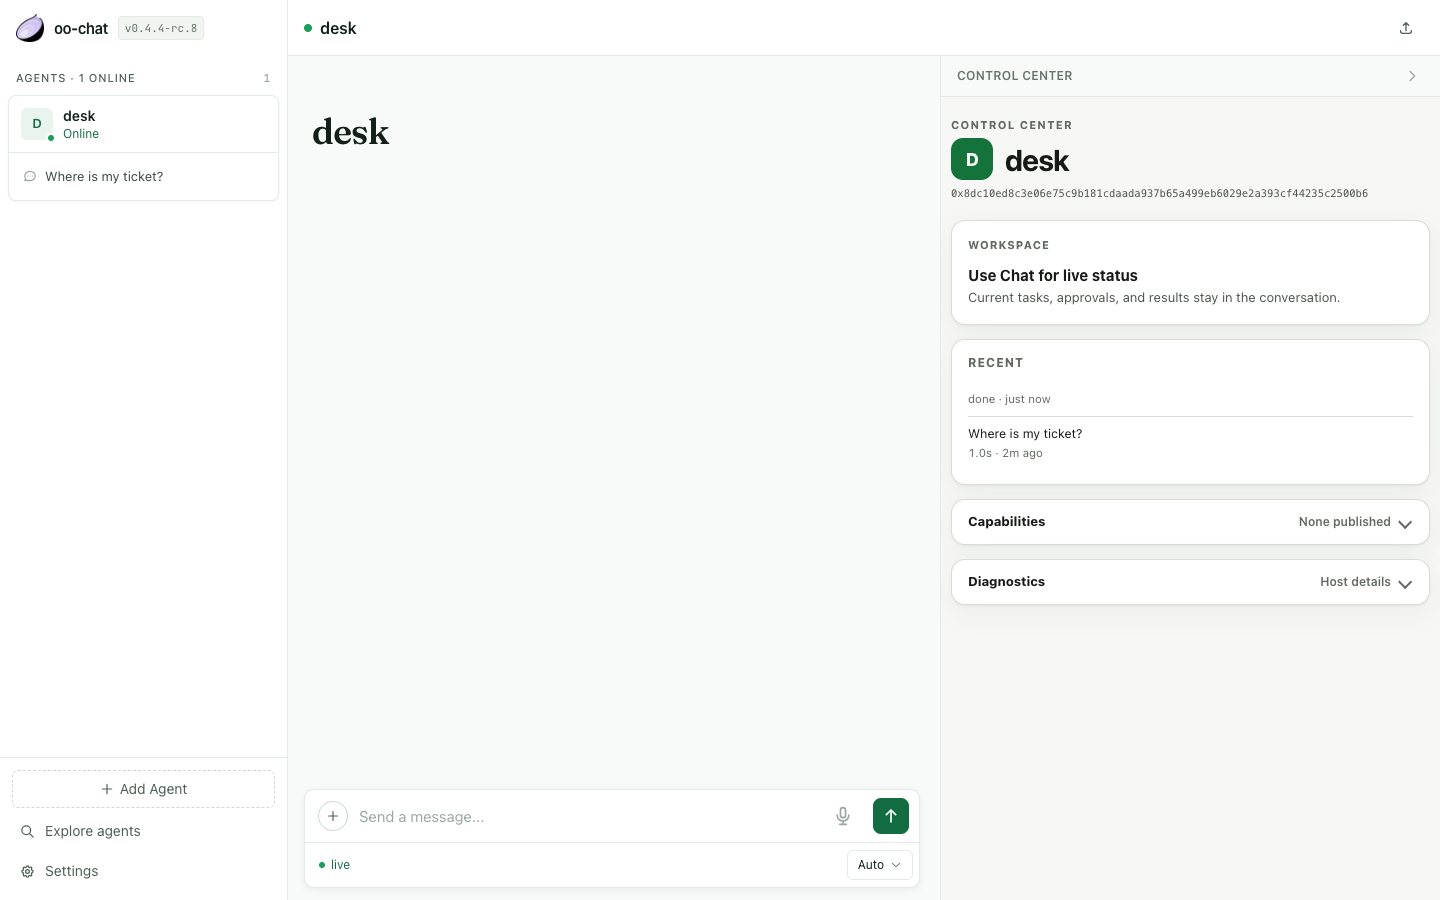 oo-chat
v0.4.4-rc.8
AGENTS · 1 ONLINE
1
D
desk
Online
Where is my ticket?
Add Agent
Explore agents
Settings
desk
desk
Send a message...
live
Auto
CONTROL CENTER
CONTROL CENTER
D
desk
0x8dc10ed8c3e06e75c9b181cdaada937b65a499eb6029e2a393cf44235c2500b6
WORKSPACE
Use Chat for live status
Current tasks, approvals, and results stay in the conversation.
RECENT
done · just now
Where is my ticket?
1.0s · 2m ago
Capabilities
None published
Diagnostics
Host details